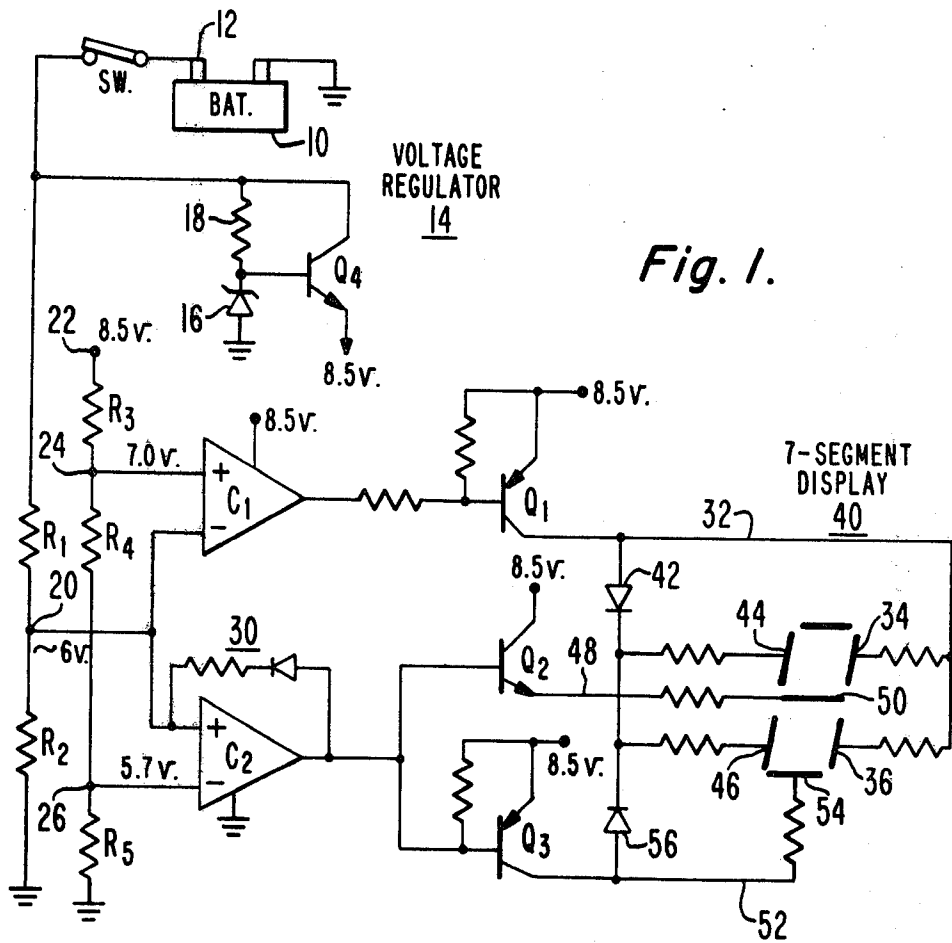 12
SW.
BAT.
10
VOLTAGE
REGULATOR
14
18
Q4
16
8.5v.
Fig. 1.
22
8.5v.
R3
24
7.0v.
8.5v.
+
C1
−
8.5v.
Q1
7-SEGMENT
DISPLAY
40
32
R1
R4
20
~6v.
30
8.5v.
42
44
34
Q2
48
50
R2
+
C2
−
5.7v.
26
8.5v.
46
36
54
R5
Q3
56
52